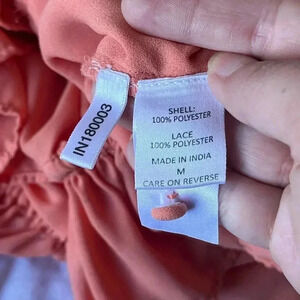 IN180003
SHELL:
100% POLYESTER
LACE
100% POLYESTER
MADE IN INDIA
M
CARE ON REVERSE